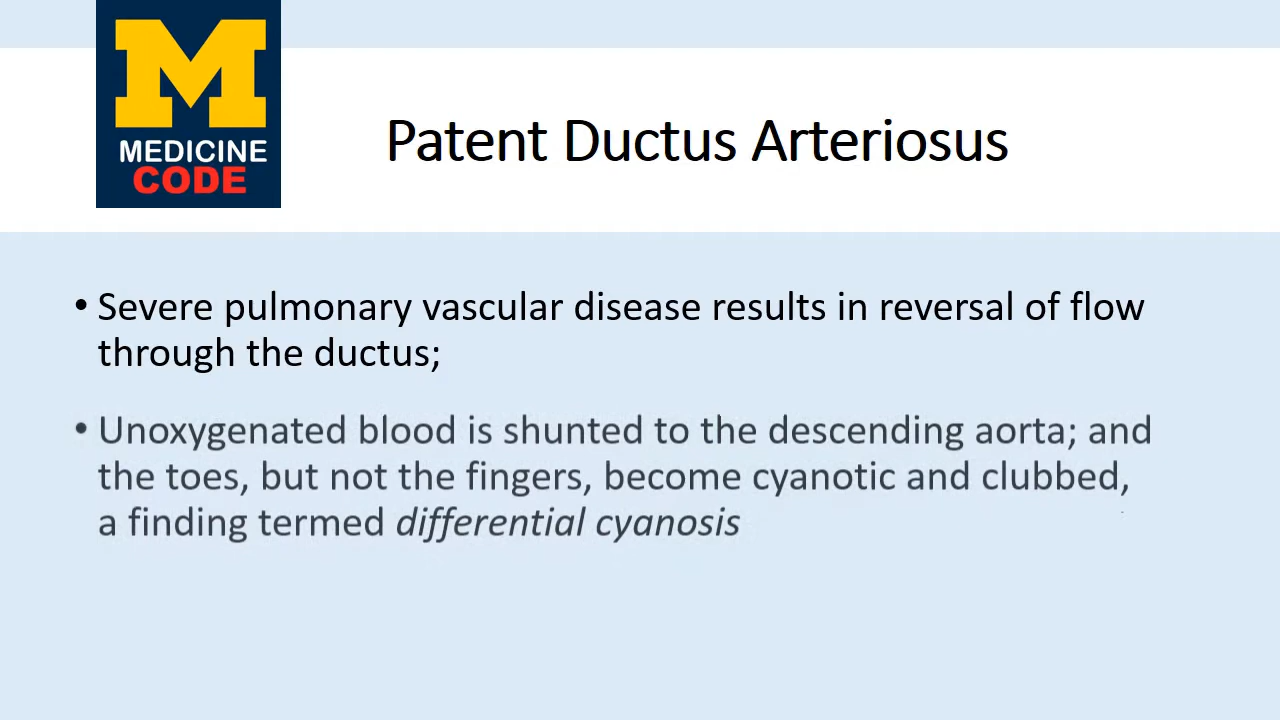 M
MEDICINE
CODE
Patent Ductus Arteriosus
• Severe pulmonary vascular disease results in reversal of flow
through the ductus;
• Unoxygenated blood is shunted to the descending aorta; and
the toes, but not the fingers, become cyanotic and clubbed,
a finding termed differential cyanosis